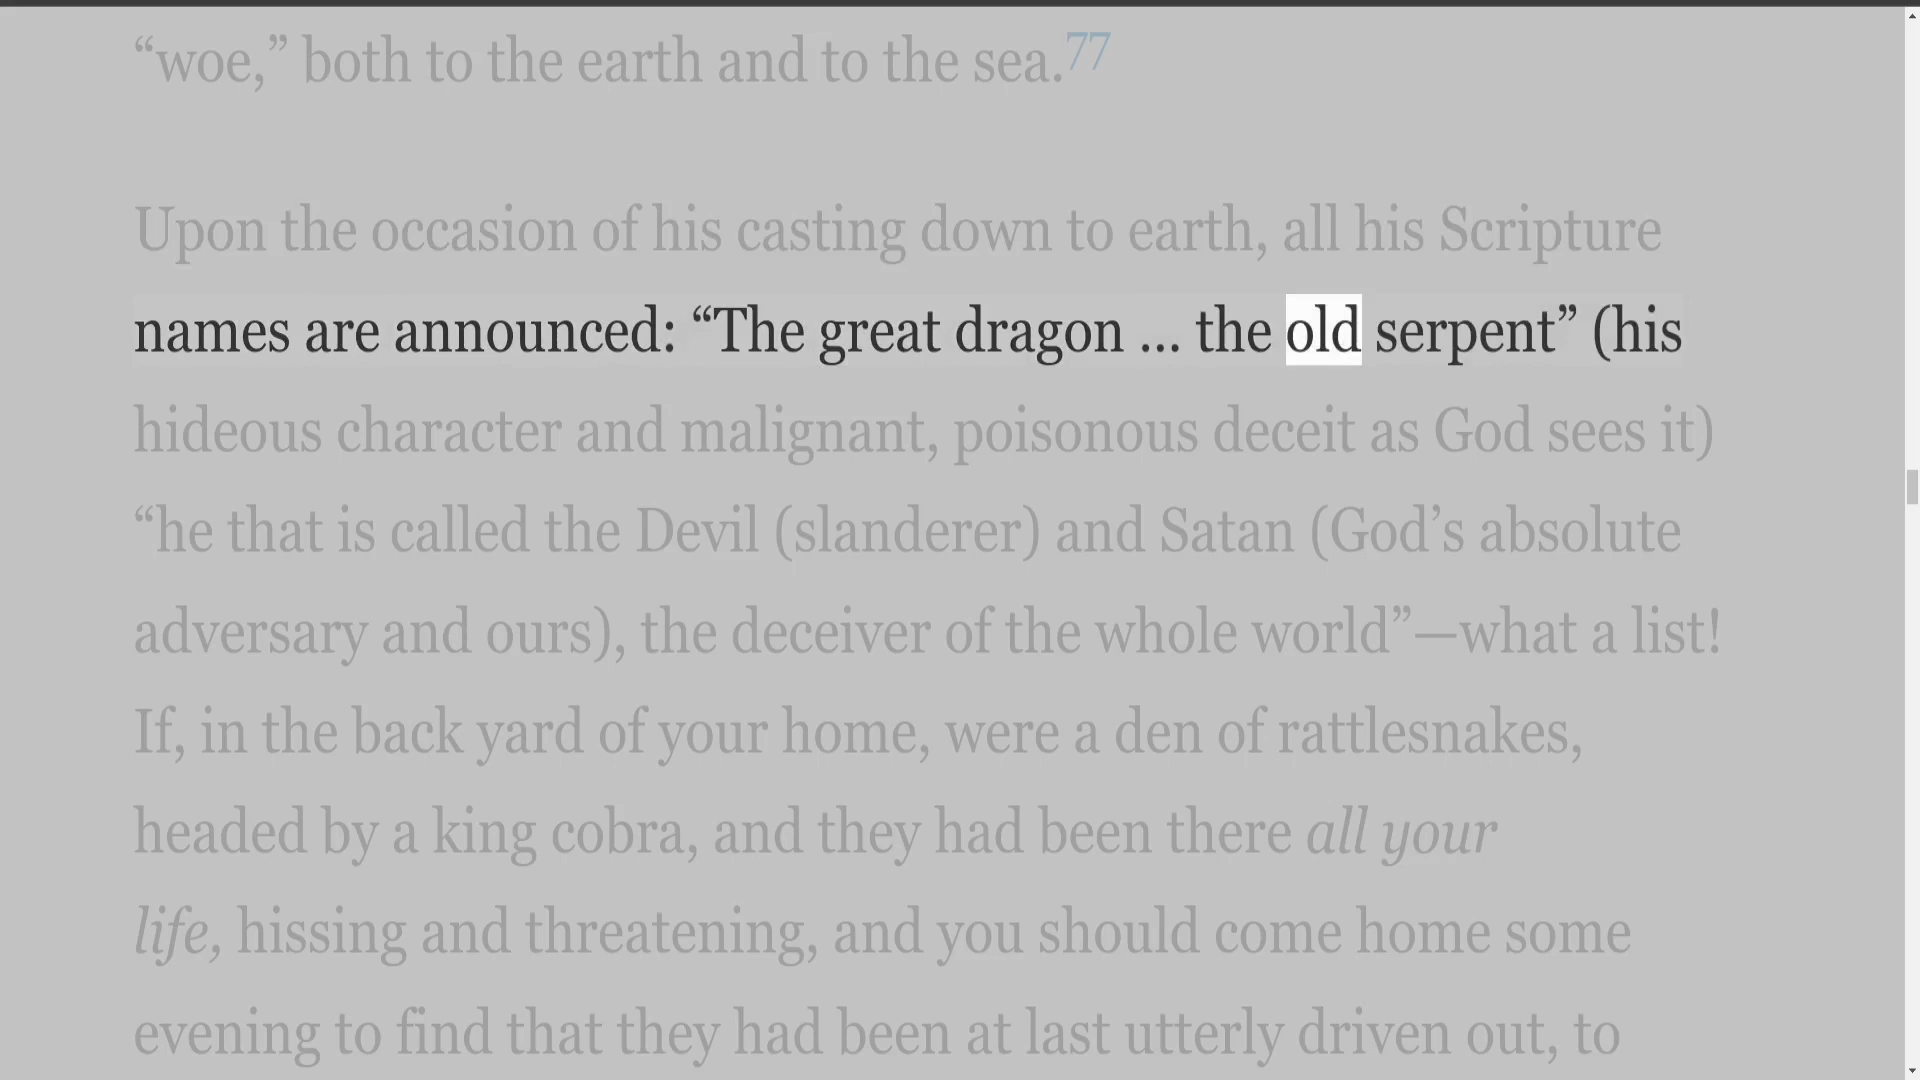 “woe,” both to the earth and to the sea.77
Upon the occasion of his casting down to earth, all his Scripture
names are announced: “The great dragon ... the old serpent” (his
hideous character and malignant, poisonous deceit as God sees it)
“he that is called the Devil (slanderer) and Satan (God’s absolute
adversary and ours), the deceiver of the whole world”—what a list!
If, in the back yard of your home, were a den of rattlesnakes,
headed by a king cobra, and they had been there all your
life, hissing and threatening, and you should come home some
evening to find that they had been at last utterly driven out, to